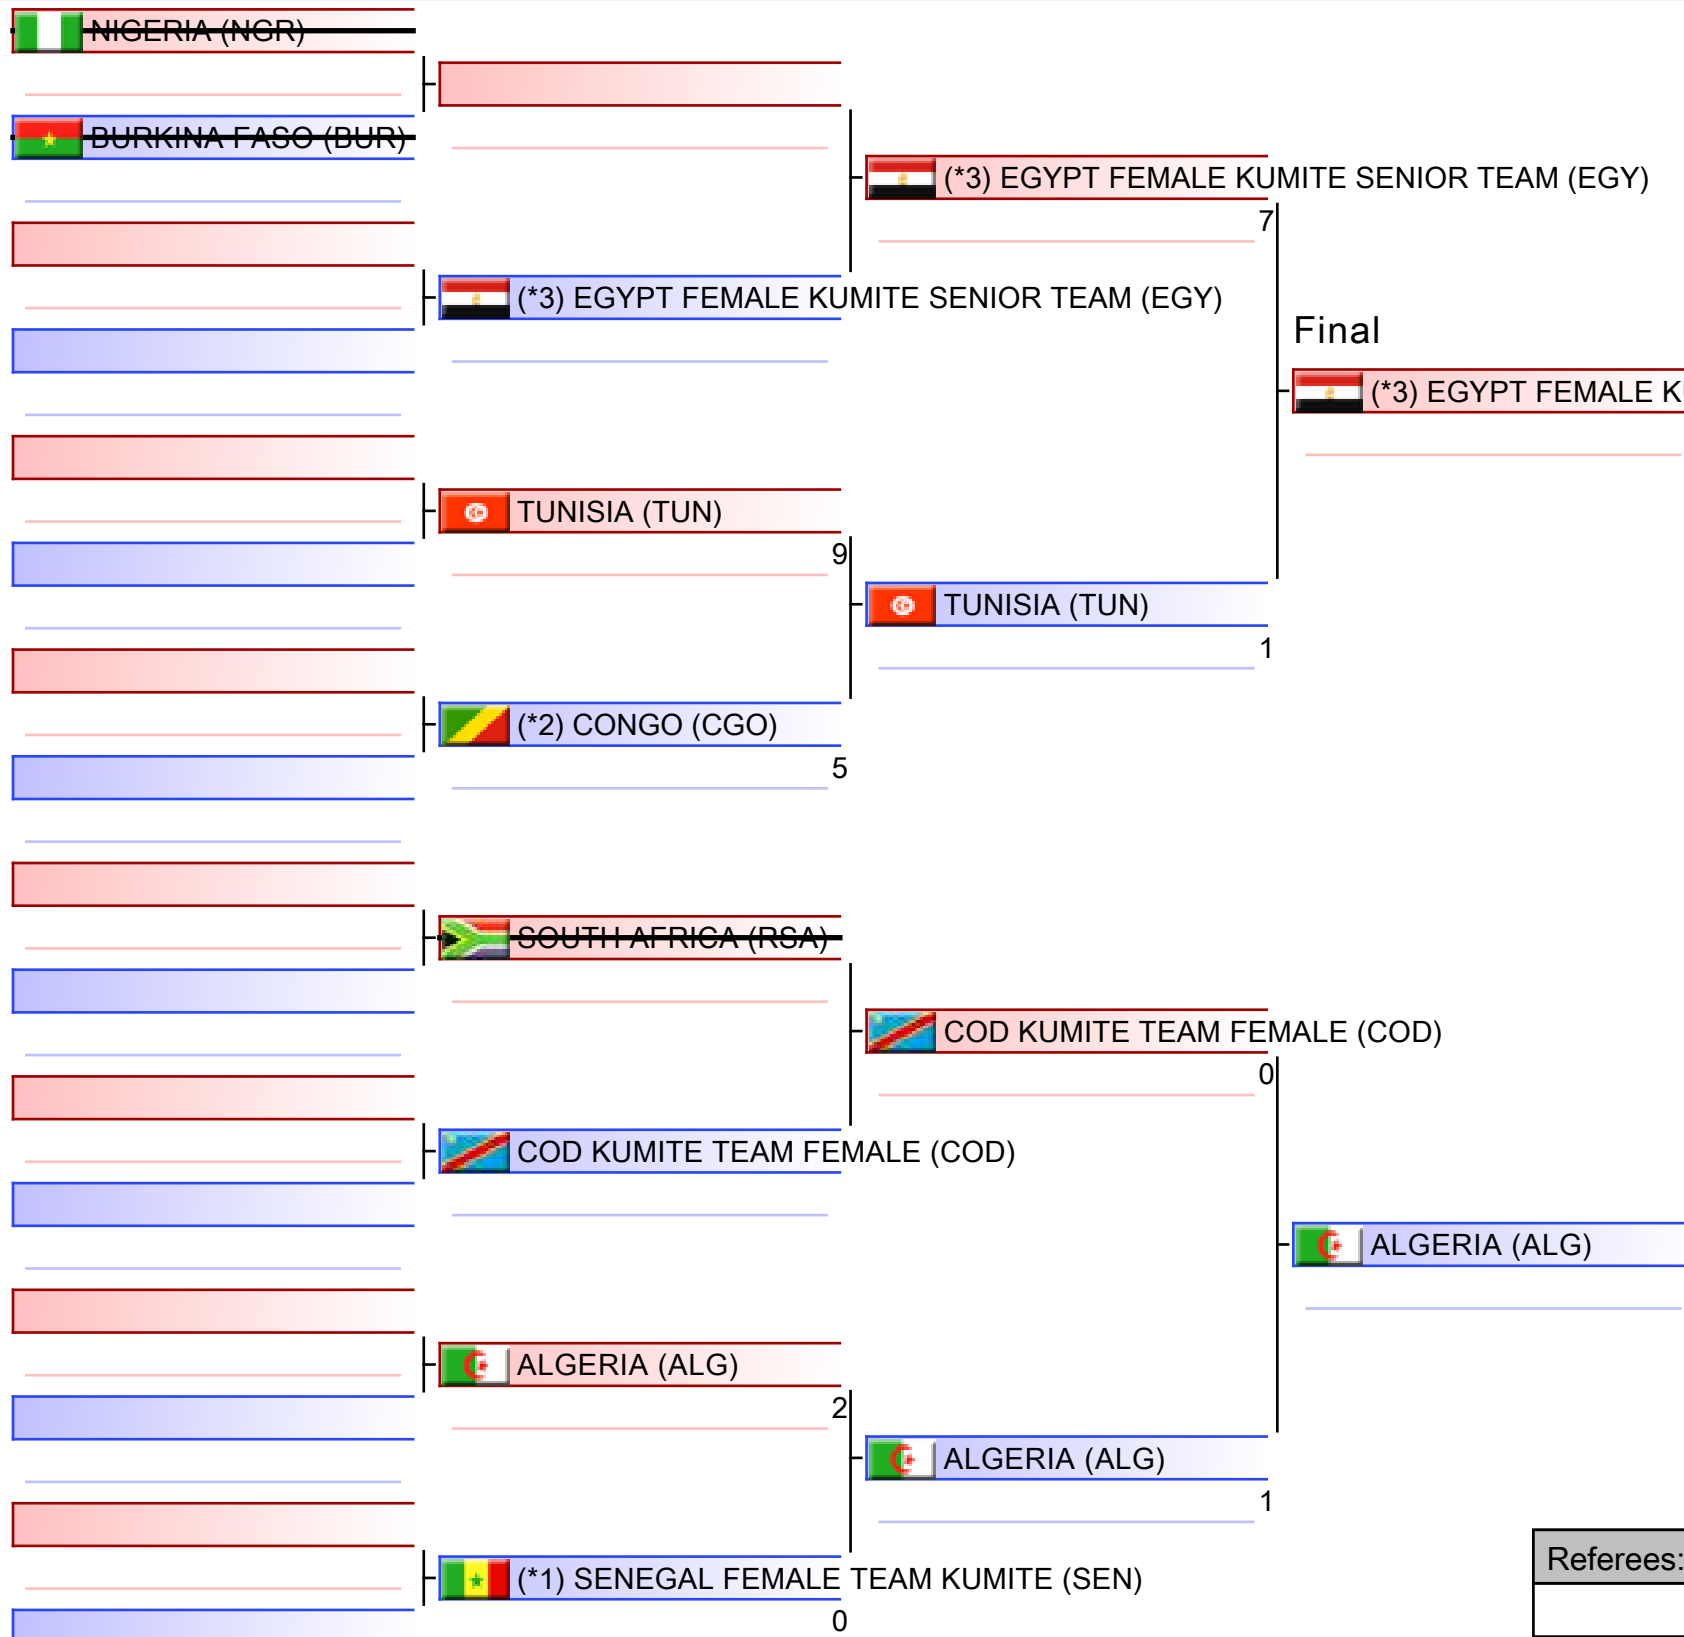 NIGERIA (NGR)
BURKINA FASO (BUR)
(*3) EGYPT FEMALE KUMITE SENIOR TEAM (EGY)
7
(*3) EGYPT FEMALE KUMITE SENIOR TEAM (EGY)
Final
(*3) EGYPT FEMALE KU
TUNISIA (TUN)
9
TUNISIA (TUN)
1
(*2) CONGO (CGO)
5
SOUTH AFRICA (RSA)
COD KUMITE TEAM FEMALE (COD)
0
COD KUMITE TEAM FEMALE (COD)
ALGERIA (ALG)
ALGERIA (ALG)
2
ALGERIA (ALG)
1
Referees:
(*1) SENEGAL FEMALE TEAM KUMITE (SEN)
0